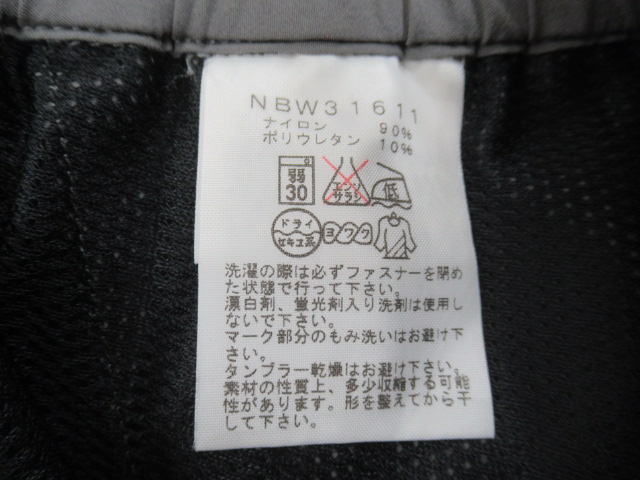 NBW31611
ナイロン 90%
ポリウレタン 10%
弱
30
エンソ
サラシ
低
ドライ
セキユ系
ヨワク
洗濯の際は必ずファスナーを閉め
た状態で行って下さい。
漂白剤、蛍光剤入り洗剤は使用し
ないで下さい。
マーク部分のもみ洗いはお避け下
さい。
タンブラー乾燥はお避け下さい。
素材の性質上、多少収縮する可能
性があります。形を整えてから干
して下さい。